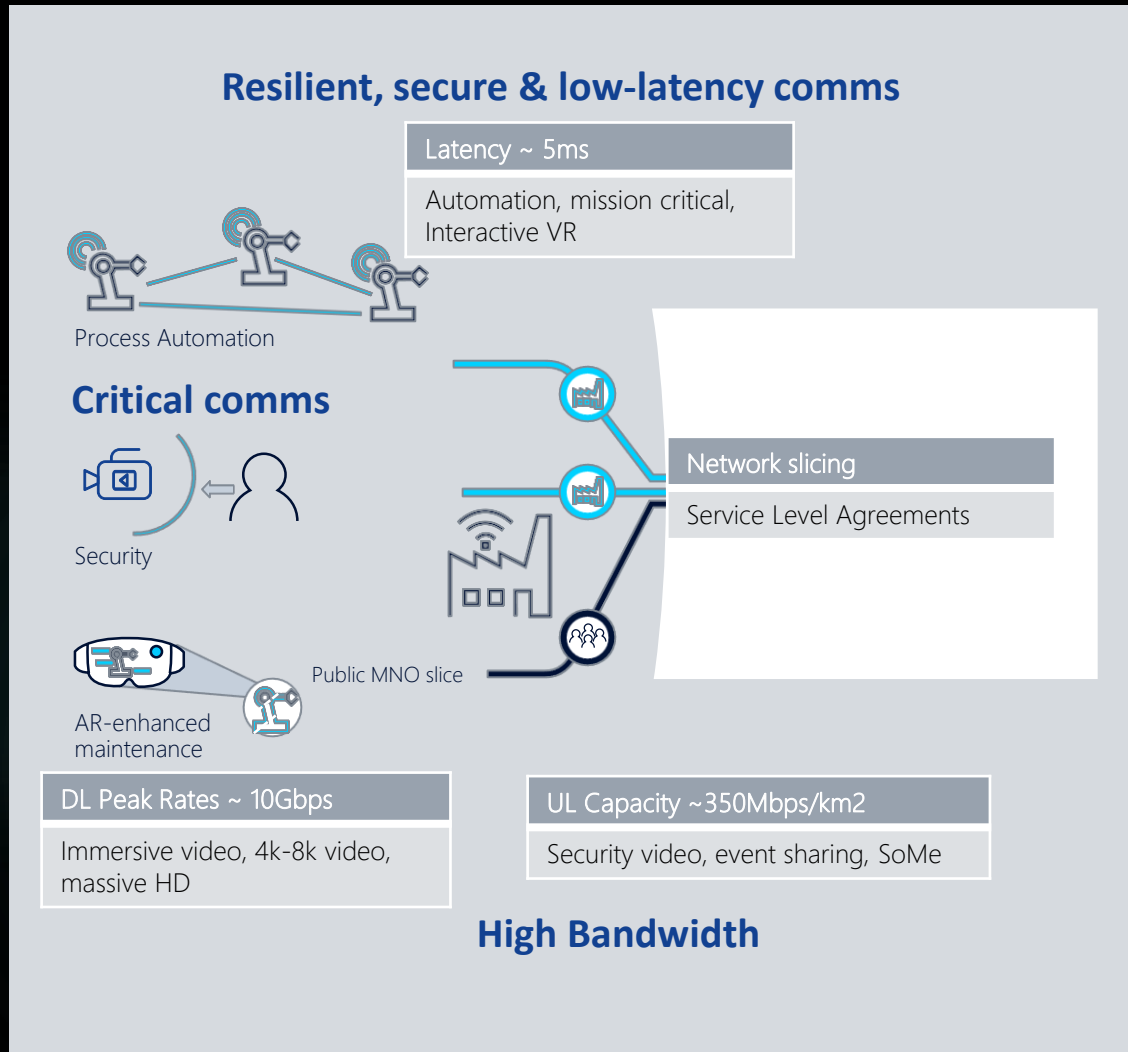 Resilient, secure & low-latency comms
Latency ~ 5ms
Automation, mission critical,
Interactive VR
Process Automation
Critical comms
Network slicing
Service Level Agreements
Security
Public MNO slice
AR-enhanced
maintenance
DL Peak Rates ~ 10Gbps
Immersive video, 4k-8k video,
massive HD
UL Capacity ~350Mbps/km2
Security video, event sharing, SoMe
High Bandwidth